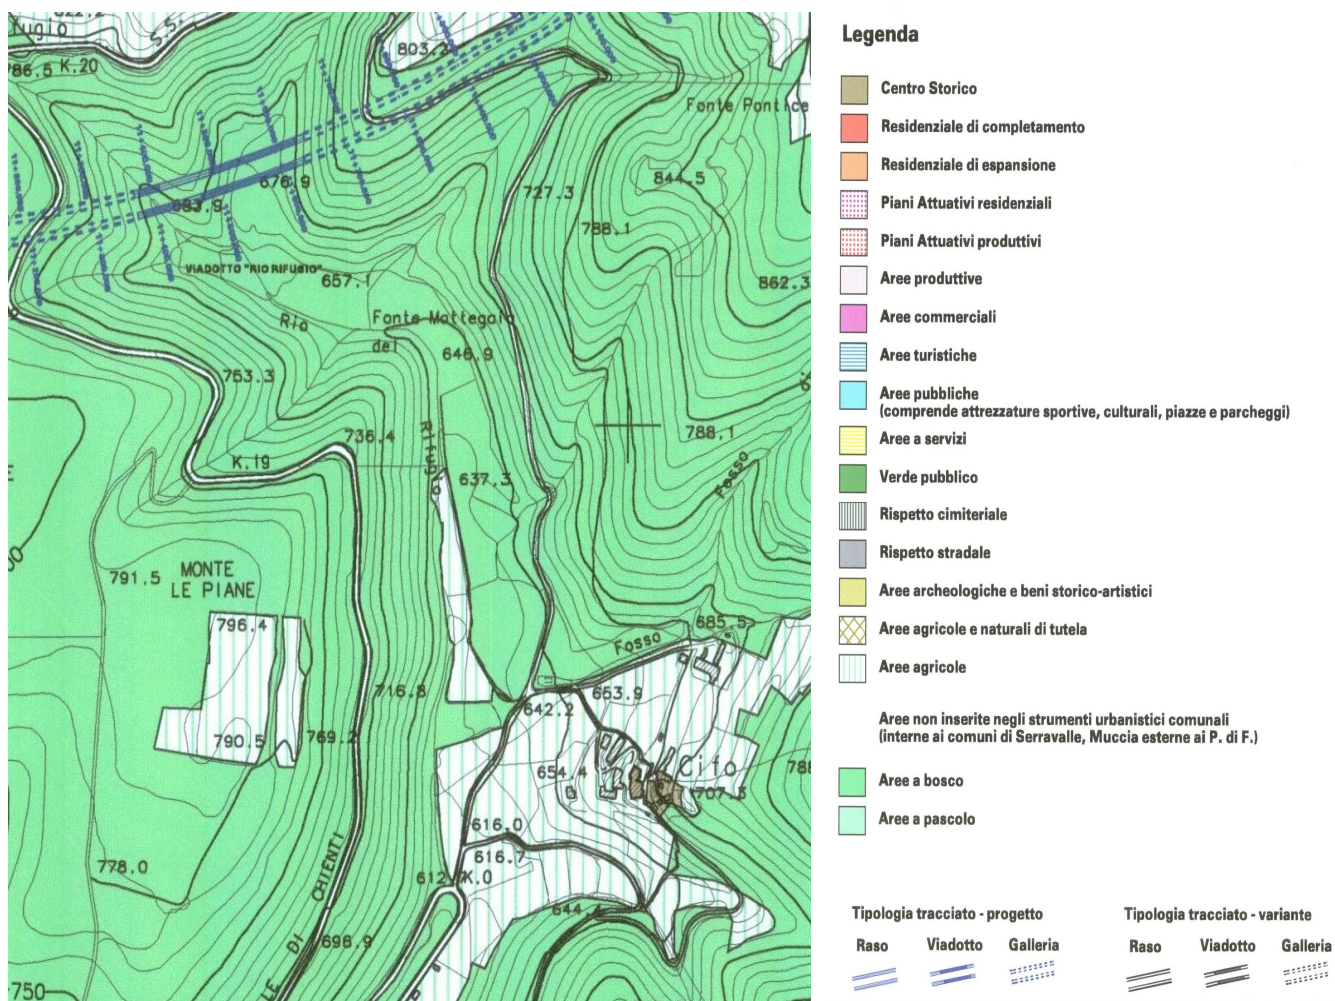 S.S.
803.2
K.20
Fonte Pontice
844.5
727.3
676.9
683.9
788.1
VIADOTTO "RIO RIFUGIO"
657.1
862.3
Rio
Fonte Mattegaia
del
646.9
753.3
736.4
788.1
Rifugio
K.19
637.3
Fosso
791.5
MONTE
LE PIANE
796.4
685.5
Fosso
716.8
653.9
642.2
769.2
790.5
654.4
Cifo
707.5
616.0
616.7
778.0
K.0
CHIENTI
644.4
DI
696.9
750
Legenda
Centro Storico
Residenziale di completamento
Residenziale di espansione
Piani Attuativi residenziali
Piani Attuativi produttivi
Aree produttive
Aree commerciali
Aree turistiche
Aree pubbliche
(comprende attrezzature sportive, culturali, piazze e parcheggi)
Aree a servizi
Verde pubblico
Rispetto cimiteriale
Rispetto stradale
Aree archeologiche e beni storico-artistici
Aree agricole e naturali di tutela
Aree agricole
Aree non inserite negli strumenti urbanistici comunali
(interne ai comuni di Serravalle, Muccia esterne ai P. di F.)
Aree a bosco
Aree a pascolo
Tipologia tracciato - progetto
Raso Viadotto Galleria
Tipologia tracciato - variante
Raso Viadotto Galleria